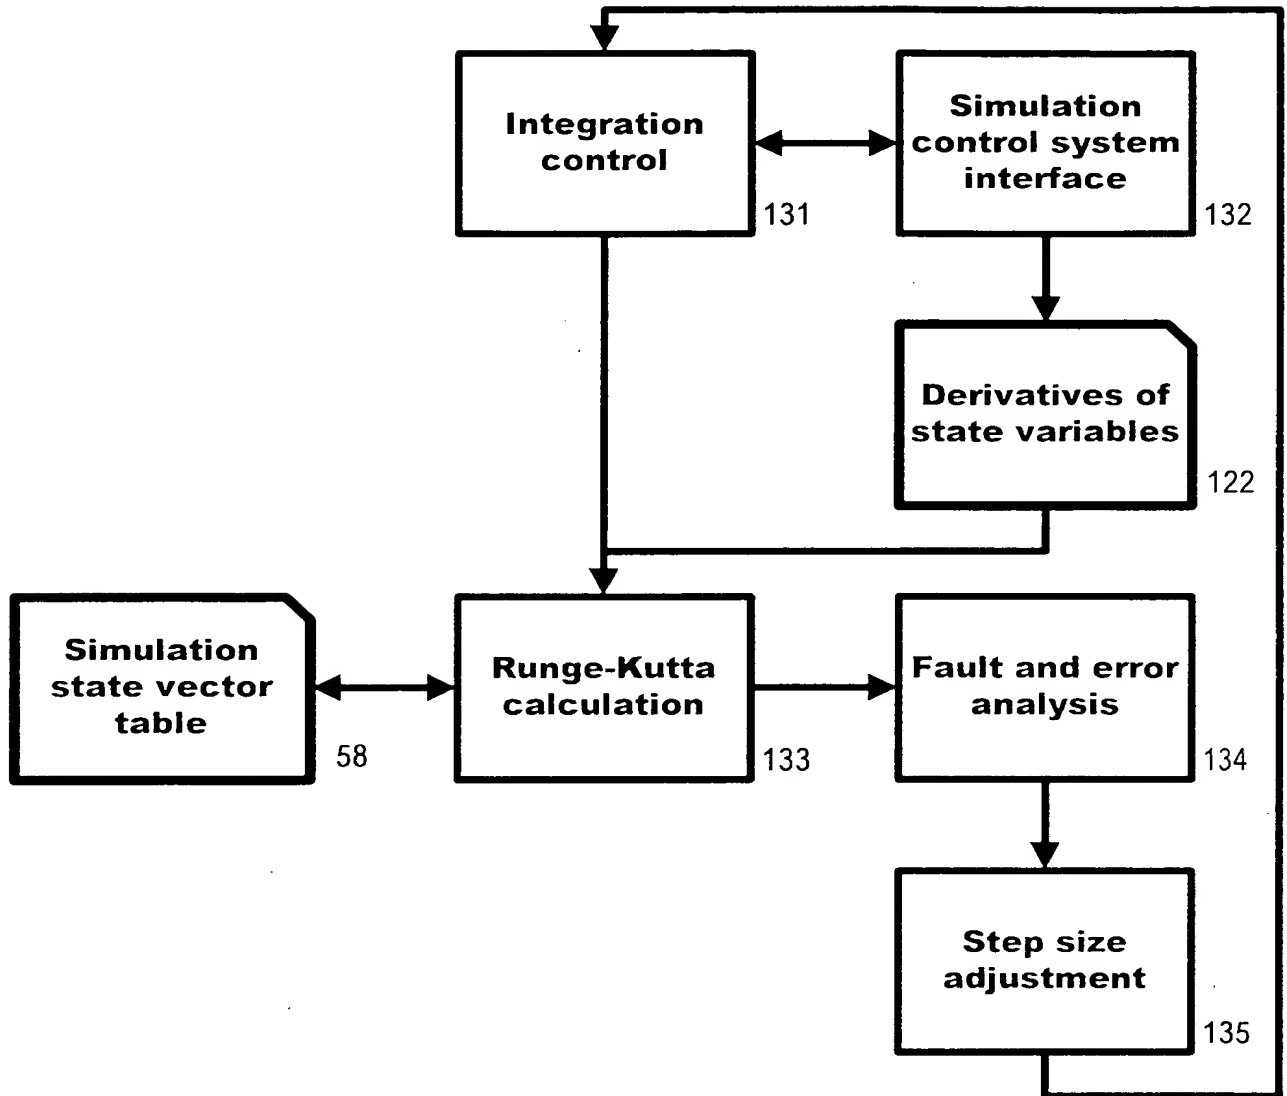 Integration
control
131
Simulation
control system
interface
132
Derivatives of
state variables
122
Simulation
state vector
table
58
Runge-Kutta
calculation
133
Fault and error
analysis
134
Step size
adjustment
135